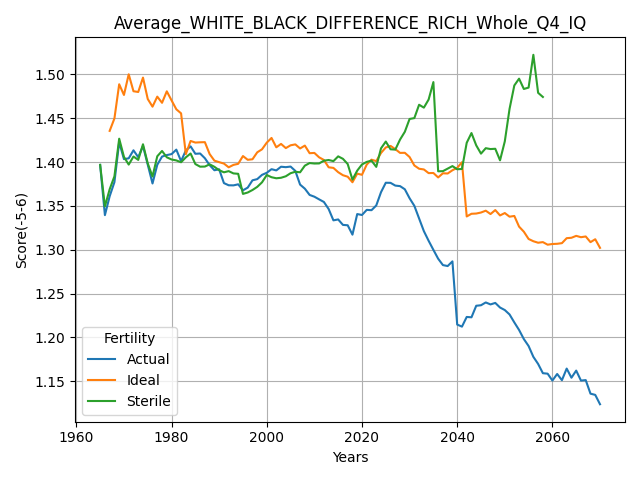 Average_WHITE_BLACK_DIFFERENCE_RICH_Whole_Q4_IQ
Score(-5-6)
1.50
1.45
1.40
1.35
1.30
1.25
1.20
1.15
Fertility
Actual
Ideal
Sterile
1960 1980 2000 2020 2040 2060
Years